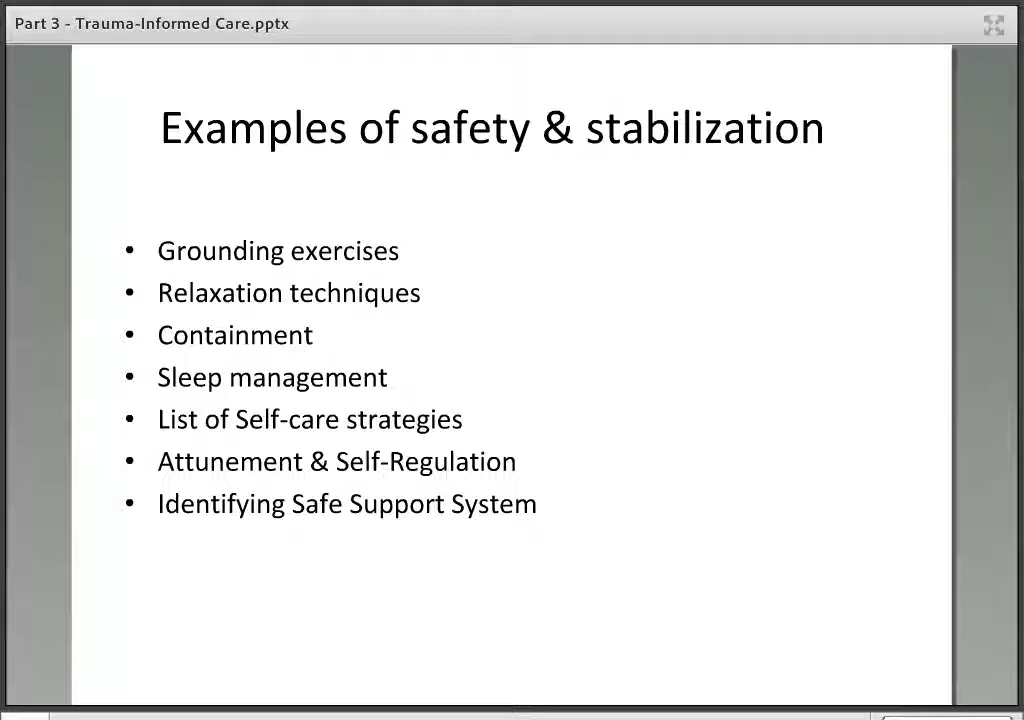 Part 3 - Trauma-Informed Care.pptx
Examples of safety & stabilization
• Grounding exercises
• Relaxation techniques
• Containment
• Sleep management
• List of Self-care strategies
• Attunement & Self-Regulation
• Identifying Safe Support System